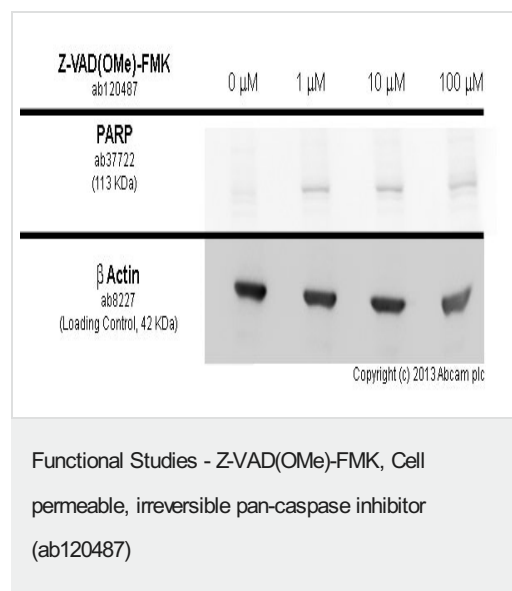 Z-VAD(OMe)-FMK
ab120487
0 µM 1 µM 10 µM 100 µM
PARP
ab37722
(113 KDa)
β Actin
ab8227
(Loading Control, 42 KDa)
Copyright (c) 2013 Abcam plc
Functional Studies - Z-VAD(OMe)-FMK, Cell
permeable, irreversible pan-caspase inhibitor
(ab120487)